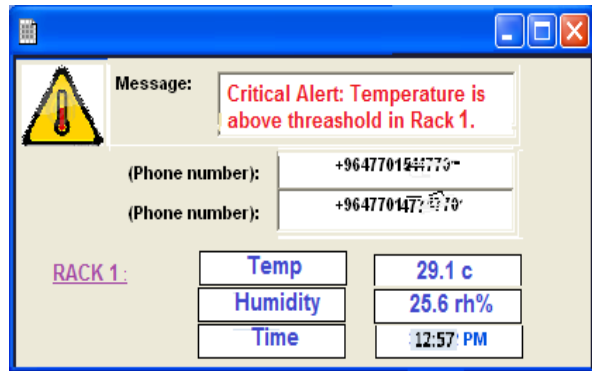 Message:
Critical Alert: Temperature is
above threashold in Rack 1.
(Phone number):
(Phone number):
RACK 1:
Temp 29.1 c
Humidity 25.6 rh%
Time 12:57 PM